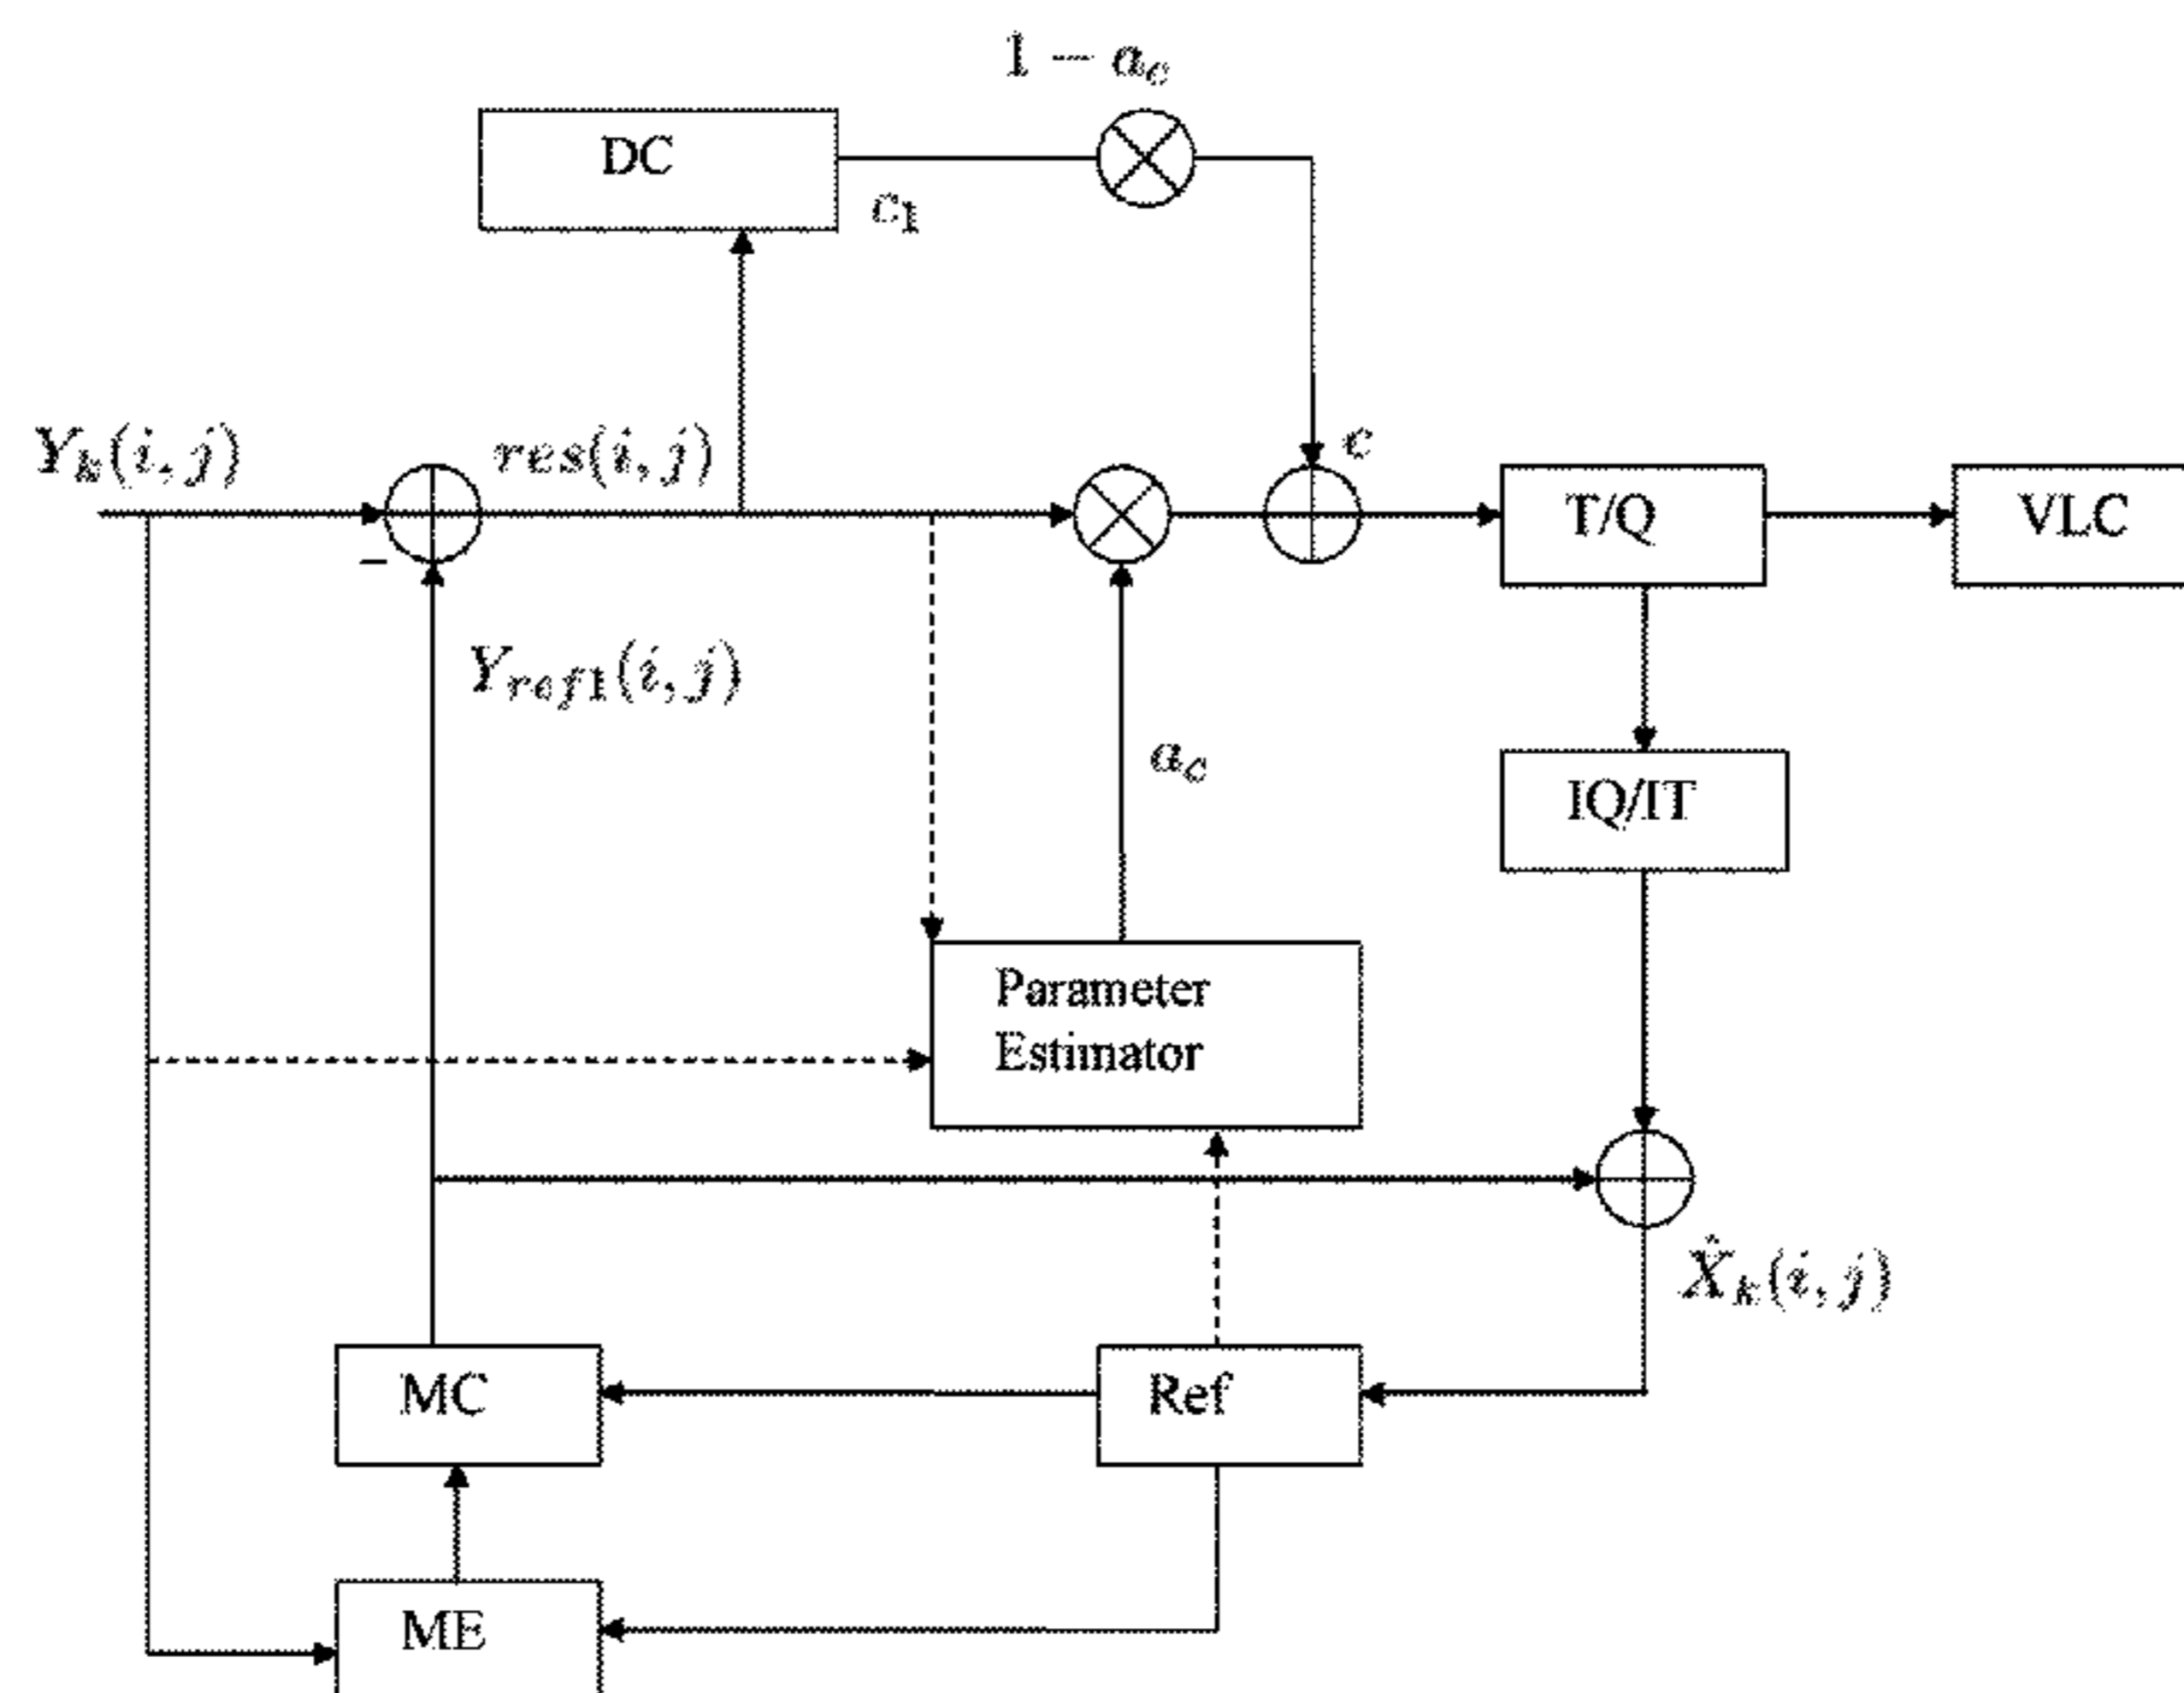 1 − a_c
DC
c_1
Y_k(i, j)
res(i, j)
c
T/Q
VLC
−
Y_ref1(i, j)
a_c
IQ/IT
Parameter
Estimator
X̂_k(i, j)
MC
Ref
ME